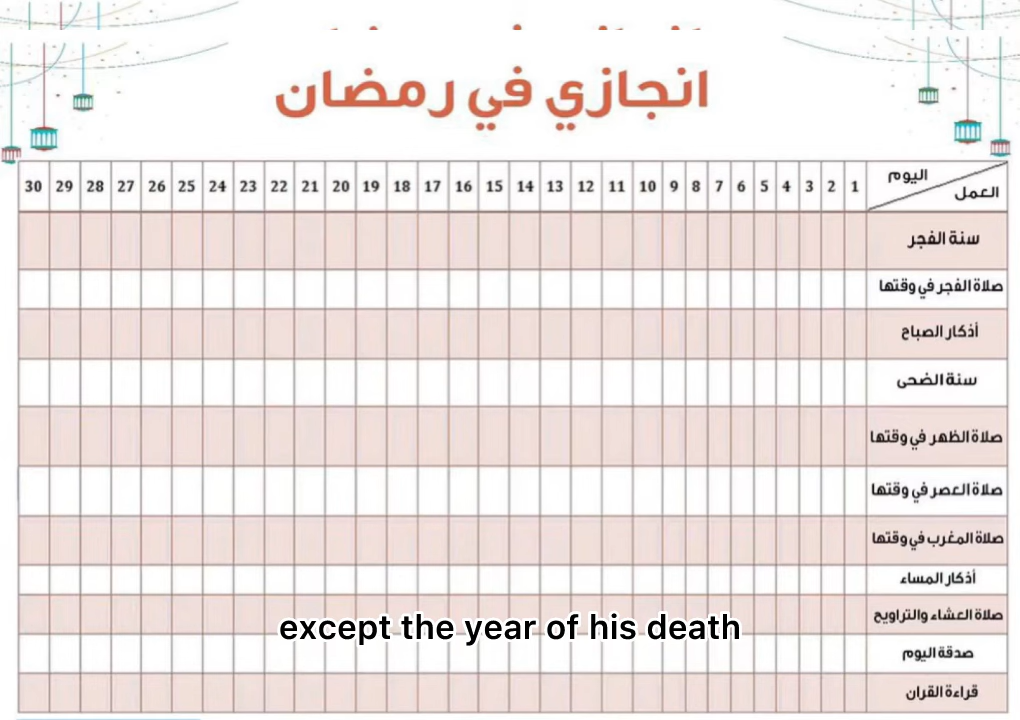 انجازي في رمضان
اليوم 1 2 3 4 5 6 7 8 9 10 11 12 13 14 15 16 17 18 19 20 21 22 23 24 25 26 27 28 29 30
العمل
سنة الفجر
صلاة الفجر في وقتها
أذكار الصباح
سنة الضحى
صلاة الظهر في وقتها
صلاة العصر في وقتها
صلاة المغرب في وقتها
أذكار المساء
صلاة العشاء والتراويح
except the year of his death
صدقة اليوم
قراءة القران